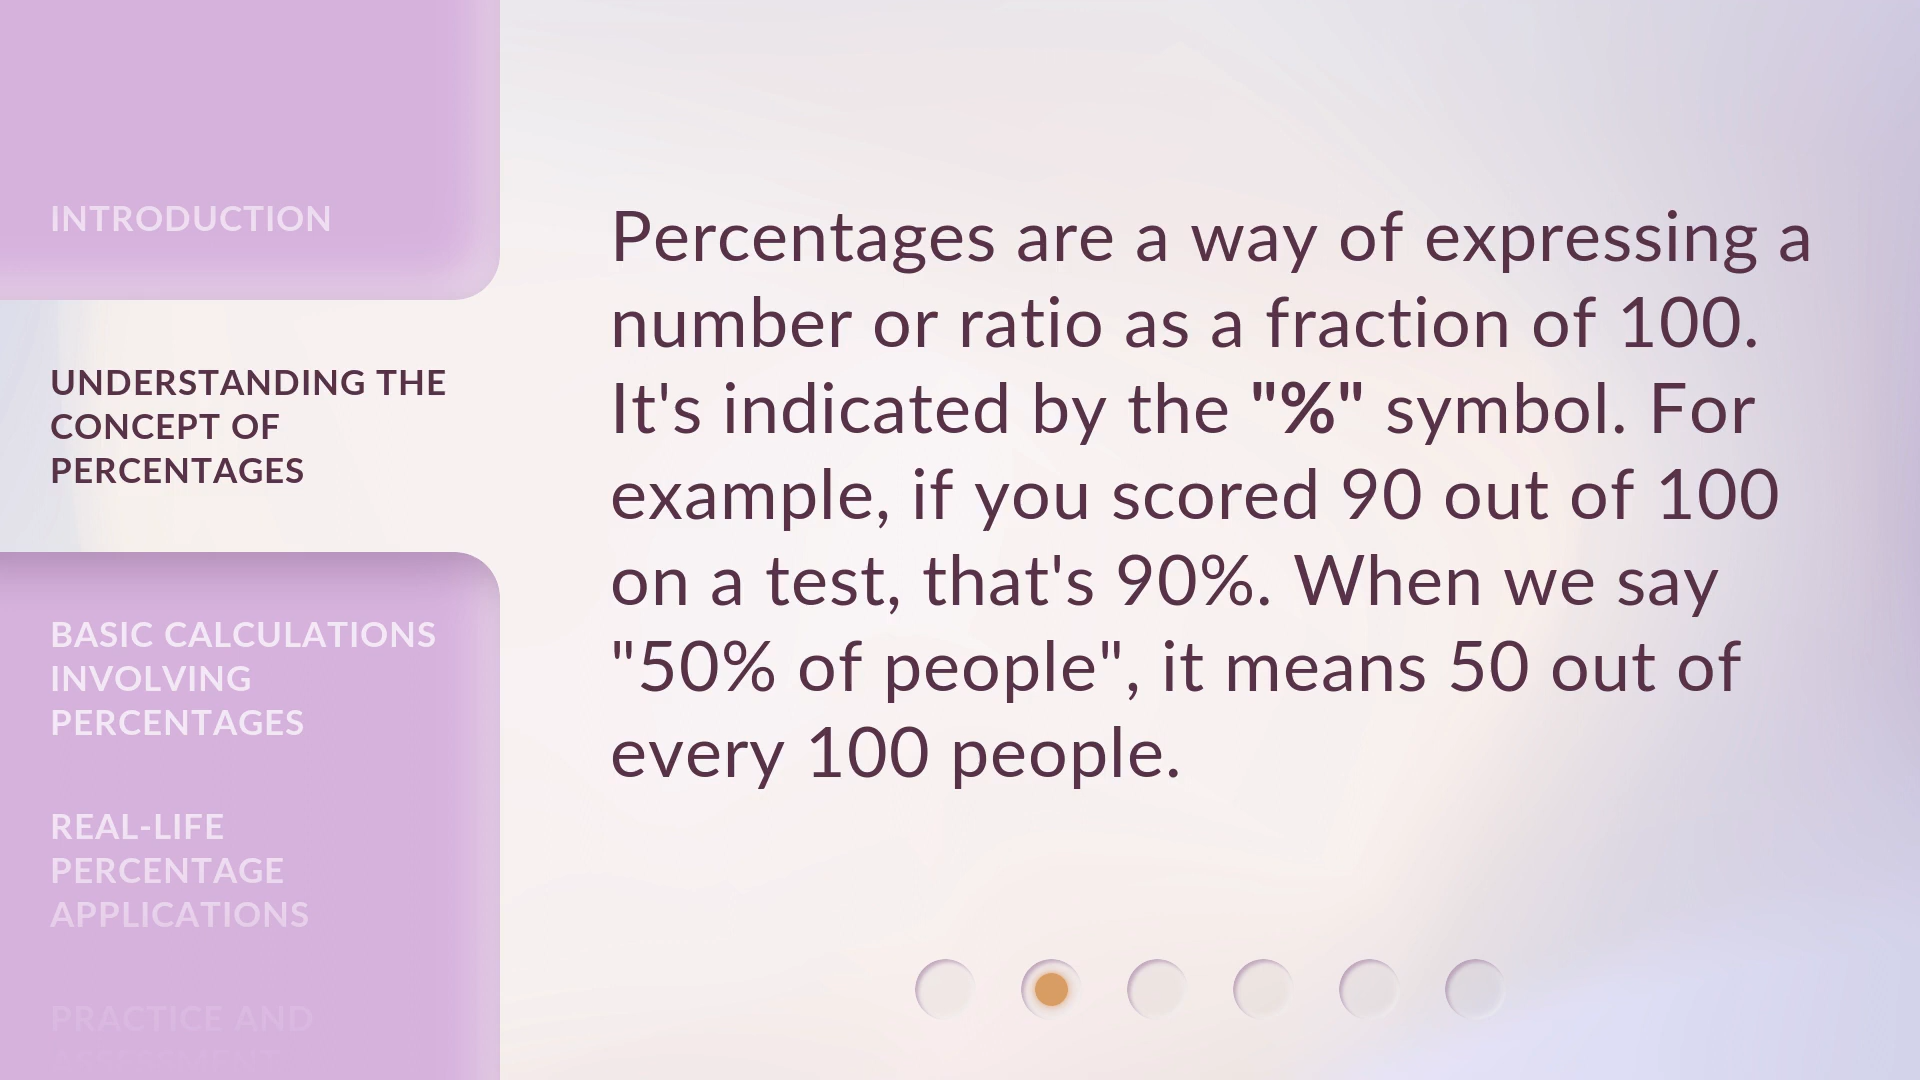 INTRODUCTION
UNDERSTANDING THE
CONCEPT OF
PERCENTAGES
BASIC CALCULATIONS
INVOLVING
PERCENTAGES
REAL-LIFE
PERCENTAGE
APPLICATIONS
PRACTICE AND
ASSESSMENT
Percentages are a way of expressing a
number or ratio as a fraction of 100.
It's indicated by the "%" symbol. For
example, if you scored 90 out of 100
on a test, that's 90%. When we say
"50% of people", it means 50 out of
every 100 people.